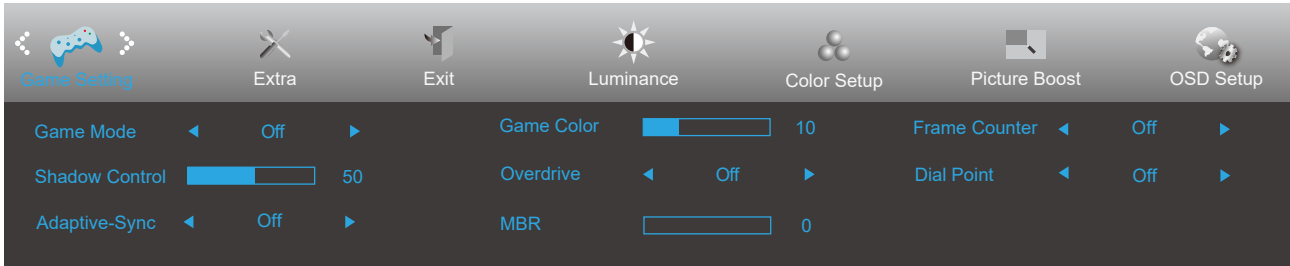 Game Setting Extra Exit Luminance Color Setup Picture Boost OSD Setup
Game Mode Off Game Color 10 Frame Counter Off
Shadow Control 50 Overdrive Off Dial Point Off
Adaptive-Sync Off MBR 0